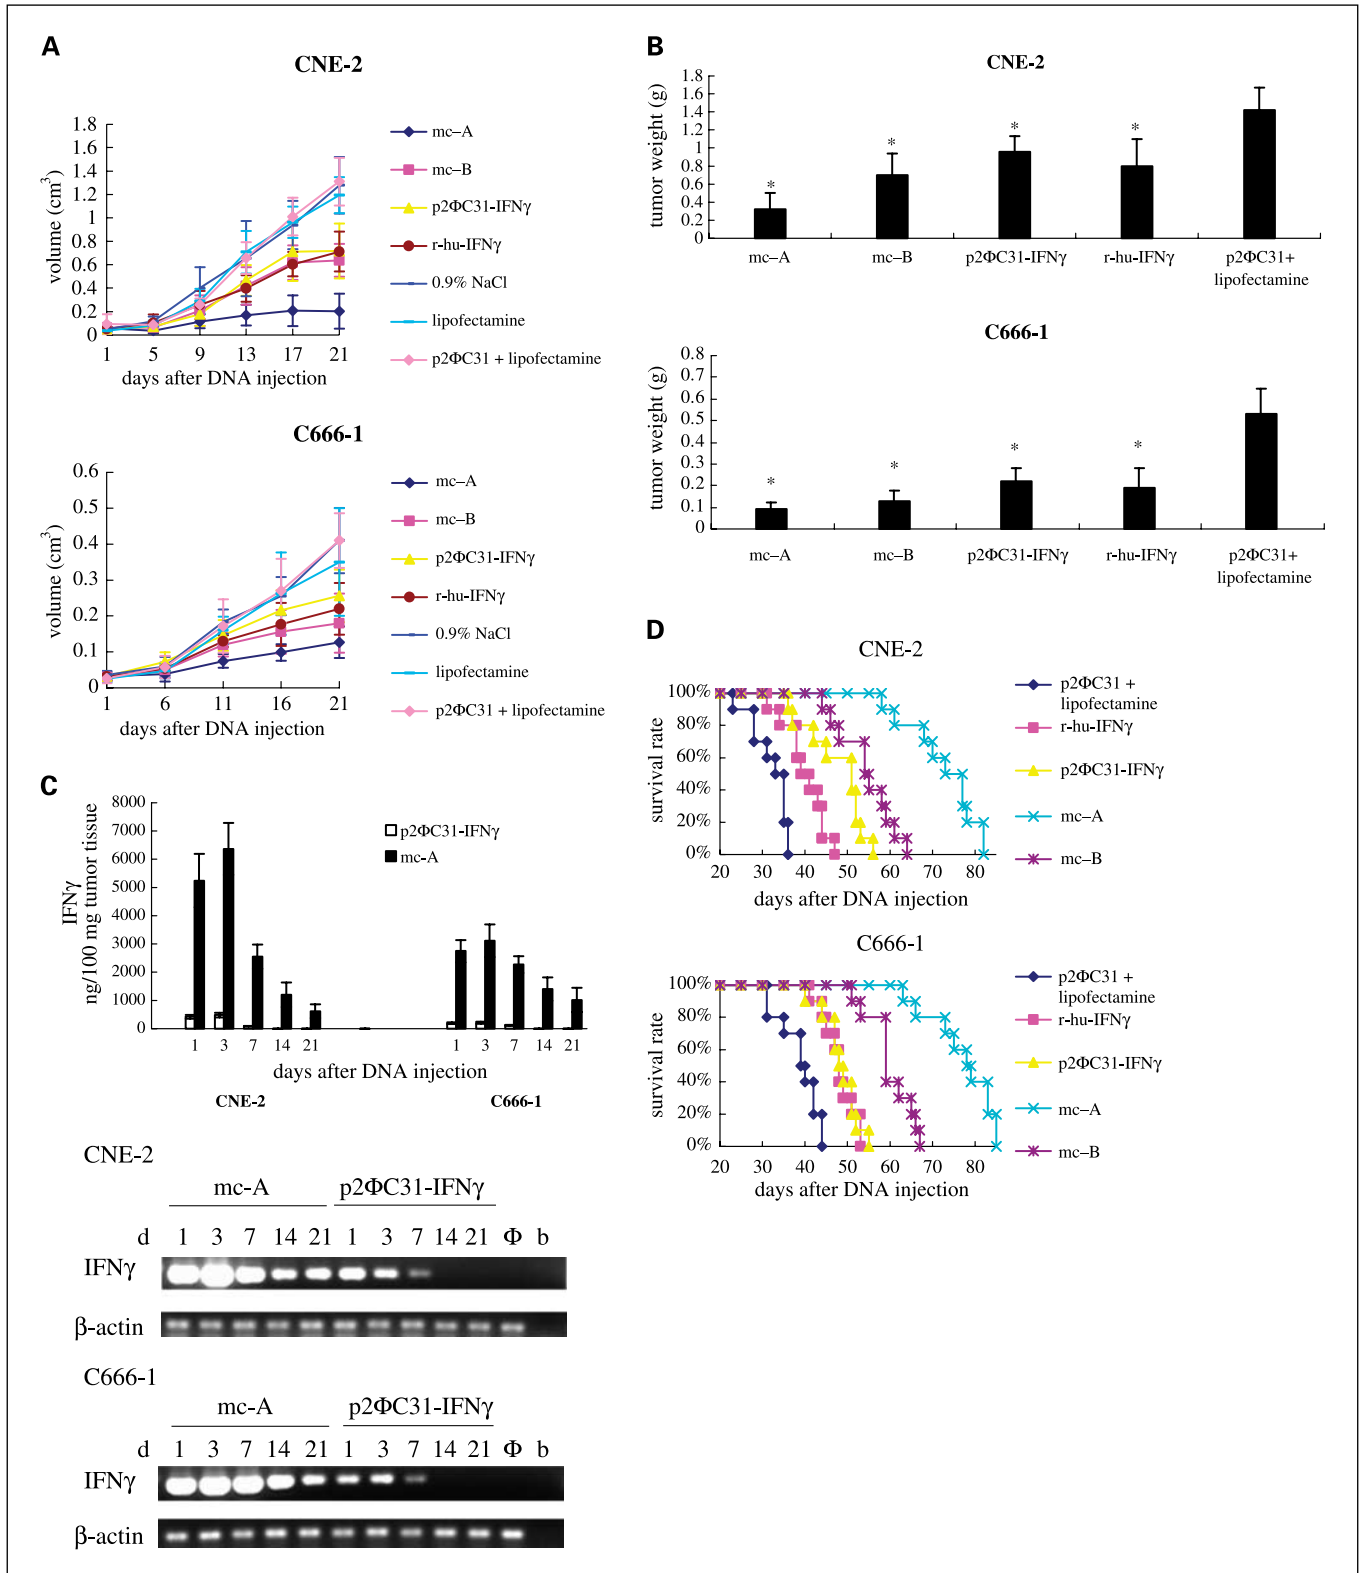 A
CNE-2
volume (cm³)
1.8
1.6
1.4
1.2
1
0.8
0.6
0.4
0.2
0
1 5 9 13 17 21
days after DNA injection
mc–A
mc–B
p2ΦC31-IFNγ
r-hu-IFNγ
0.9% NaCl
lipofectamine
p2ΦC31 + lipofectamine
C666-1
volume (cm³)
0.6
0.5
0.4
0.3
0.2
0.1
0
1 6 11 16 21
days after DNA injection
mc–A
mc–B
p2ΦC31-IFNγ
r-hu-IFNγ
0.9% NaCl
lipofectamine
p2ΦC31 + lipofectamine
B
CNE-2
tumor weight (g)
1.8
1.6
1.4
1.2
1
0.8
0.6
0.4
0.2
0
* * * *
mc–A mc–B p2ΦC31-IFNγ r-hu-IFNγ p2ΦC31+
lipofectamine
C666-1
tumor weight (g)
0.8
0.7
0.6
0.5
0.4
0.3
0.2
0.1
0
* * * *
mc–A mc–B p2ΦC31-IFNγ r-hu-IFNγ p2ΦC31+
lipofectamine
C
IFNγ
ng/100 mg tumor tissue
8000
7000
6000
5000
4000
3000
2000
1000
0
p2ΦC31-IFNγ
mc-A
1 3 7 14 21 1 3 7 14 21
days after DNA injection
CNE-2 C666-1
CNE-2
mc-A p2ΦC31-IFNγ
d 1 3 7 14 21 1 3 7 14 21 Φ b
IFNγ
β-actin
C666-1
mc-A p2ΦC31-IFNγ
d 1 3 7 14 21 1 3 7 14 21 Φ b
IFNγ
β-actin
D
CNE-2
survival rate
100%
80%
60%
40%
20%
0%
20 30 40 50 60 70 80
days after DNA injection
p2ΦC31 +
lipofectamine
r-hu-IFNγ
p2ΦC31-IFNγ
mc–A
mc–B
C666-1
survival rate
100%
80%
60%
40%
20%
0%
20 30 40 50 60 70 80
days after DNA injection
p2ΦC31 +
lipofectamine
r-hu-IFNγ
p2ΦC31-IFNγ
mc–A
mc–B